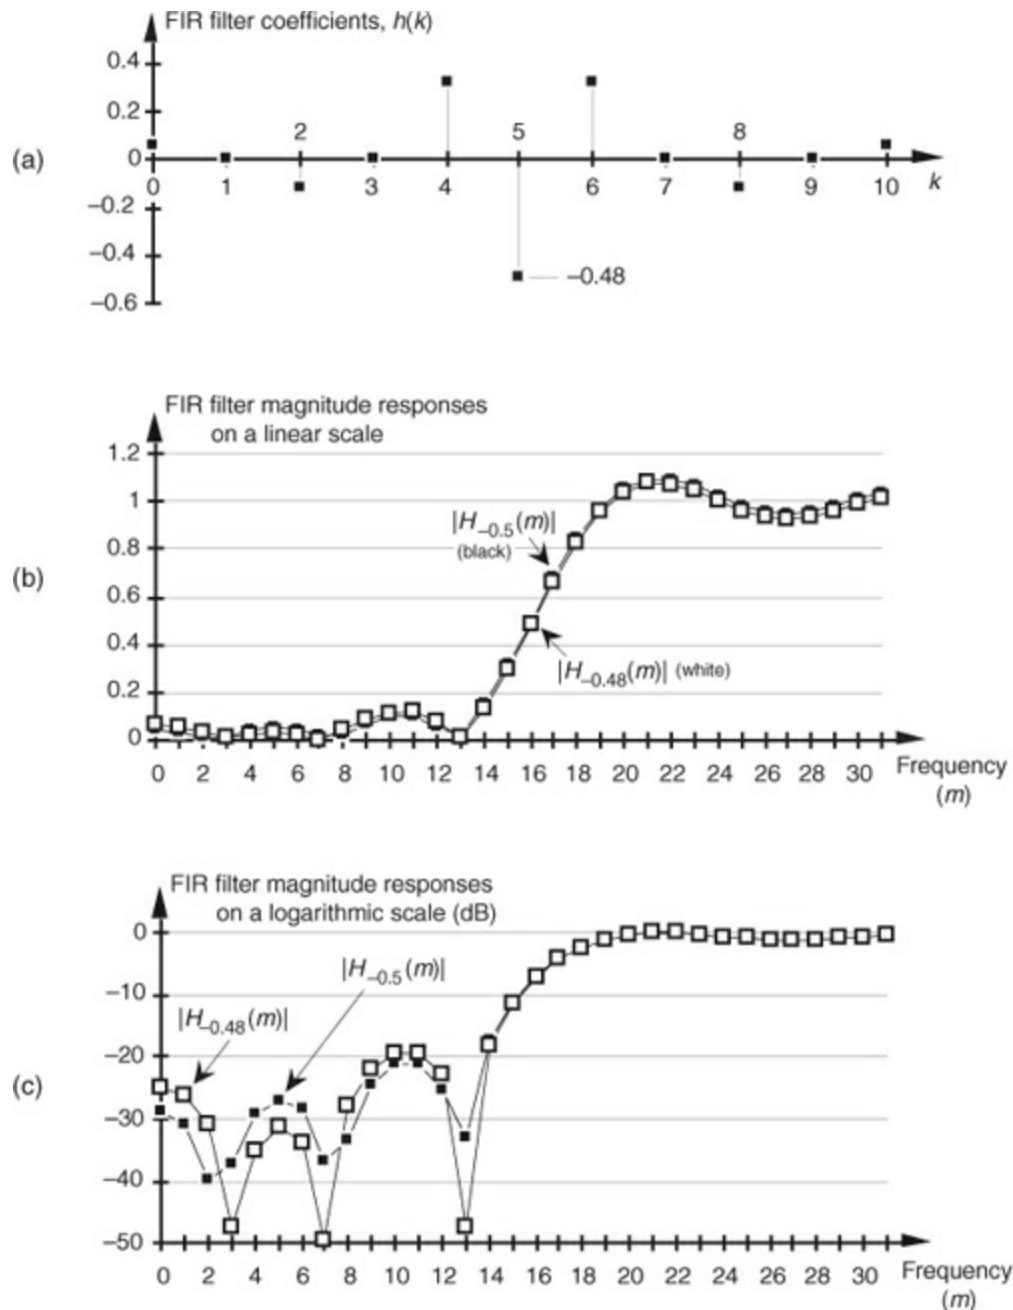 FIR filter coefficients, h(k)
0.4
0.2
2
5
8
(a)
0
0
1
2
3
4
5
6
7
8
9
10
k
–0.2
–0.4
–0.48
–0.6
FIR filter magnitude responses
on a linear scale
1.2
1
|H–0.5(m)|
(black)
0.8
(b)
0.6
0.4
|H–0.48(m)| (white)
0.2
0
0 2 4 6 8 10 12 14 16 18 20 22 24 26 28 30
Frequency
(m)
FIR filter magnitude responses
on a logarithmic scale (dB)
0
|H–0.5(m)|
–10
|H–0.48(m)|
–20
(c)
–30
–40
–50
0 2 4 6 8 10 12 14 16 18 20 22 24 26 28 30
Frequency
(m)